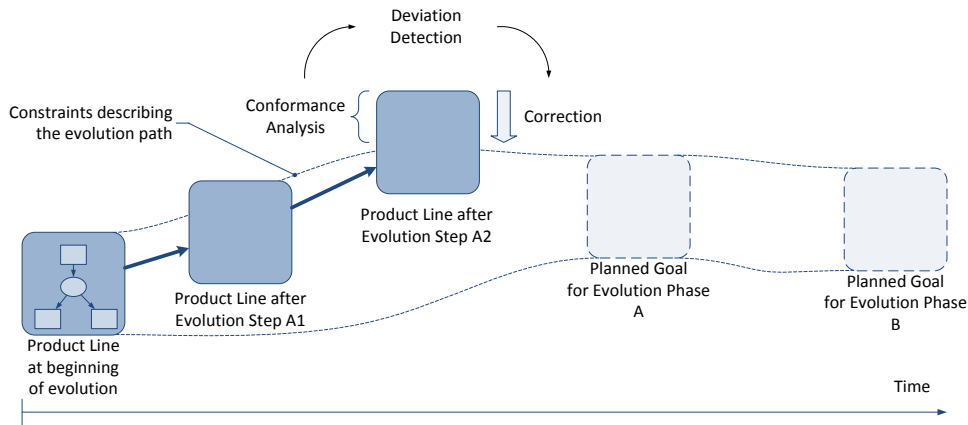 Deviation
Detection
Constraints describing
the evolution path
Conformance
Analysis
Correction
Product Line after
Evolution Step A2
Product Line after
Evolution Step A1
Planned Goal
for Evolution Phase
A
Planned Goal
for Evolution Phase
B
Product Line
at beginning
of evolution
Time